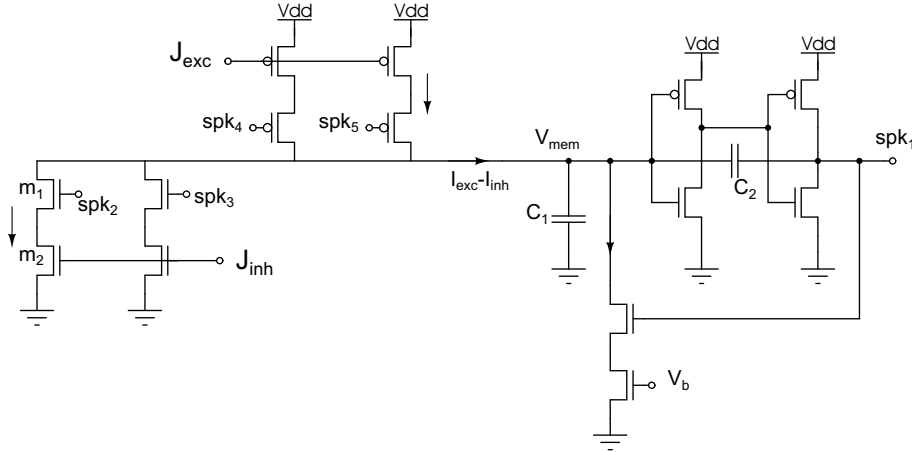 Vdd
Vdd
J_exc
spk_4
spk_5
Vdd
Vdd
V_mem
spk_1
I_exc-I_inh
m_1
spk_2
spk_3
C_1
C_2
m_2
J_inh
V_b